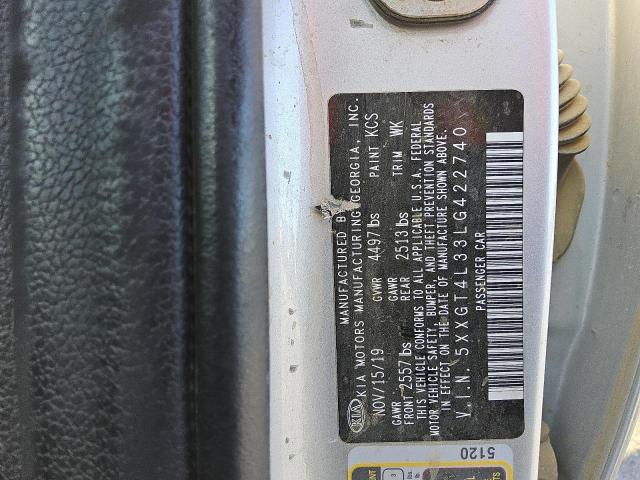 MANUFACTURED B
KIA KIA MOTORS MANUFACTURING GEORGIA, INC.
NOV/15/19 GVWR 4497 lbs PAINT KCS
GAWR FRONT 2557 lbs GAWR REAR 2513 lbs TRIM WK
THIS VEHICLE CONFORMS TO ALL APPLICABLE U.S.A. FEDERAL
MOTOR VEHICLE SAFETY, BUMPER, AND THEFT PREVENTION STANDARDS
IN EFFECT ON THE DATE OF MANUFACTURE SHOWN ABOVE.
V.I.N. 5XXGT4L33LG422740
PASSENGER CAR
5120